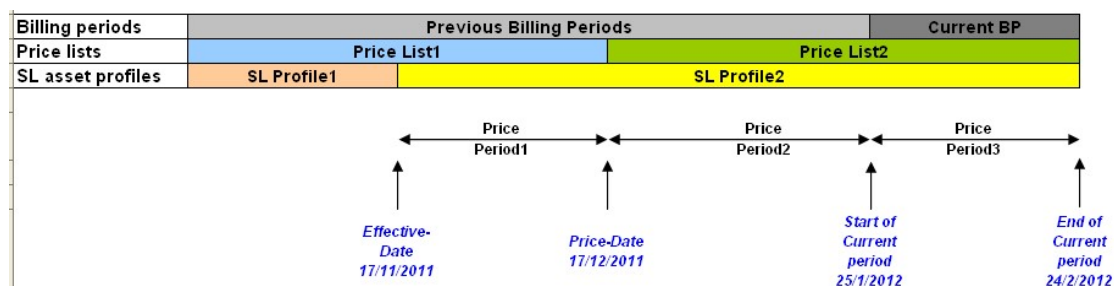 Billing periods Previous Billing Periods Current BP
Price lists Price List1 Price List2
SL asset profiles SL Profile1 SL Profile2
Price Price Price
Period1 Period2 Period3
Effective- Price-Date Start of End of
Date 17/12/2011 Current Current
17/11/2011 period period
25/1/2012 24/2/2012